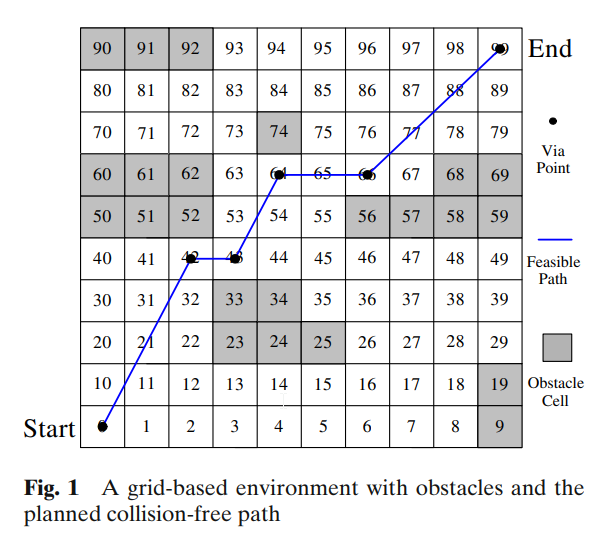 90 91 92 93 94 95 96 97 98 99 End
80 81 82 83 84 85 86 87 88 89
70 71 72 73 74 75 76 77 78 79
Via
Point
60 61 62 63 64 65 66 67 68 69
50 51 52 53 54 55 56 57 58 59
40 41 42 43 44 45 46 47 48 49
Feasible
Path
30 31 32 33 34 35 36 37 38 39
20 21 22 23 24 25 26 27 28 29
10 11 12 13 14 15 16 17 18 19
Obstacle
Cell
Start 0 1 2 3 4 5 6 7 8 9
Fig. 1 A grid-based environment with obstacles and the
planned collision-free path